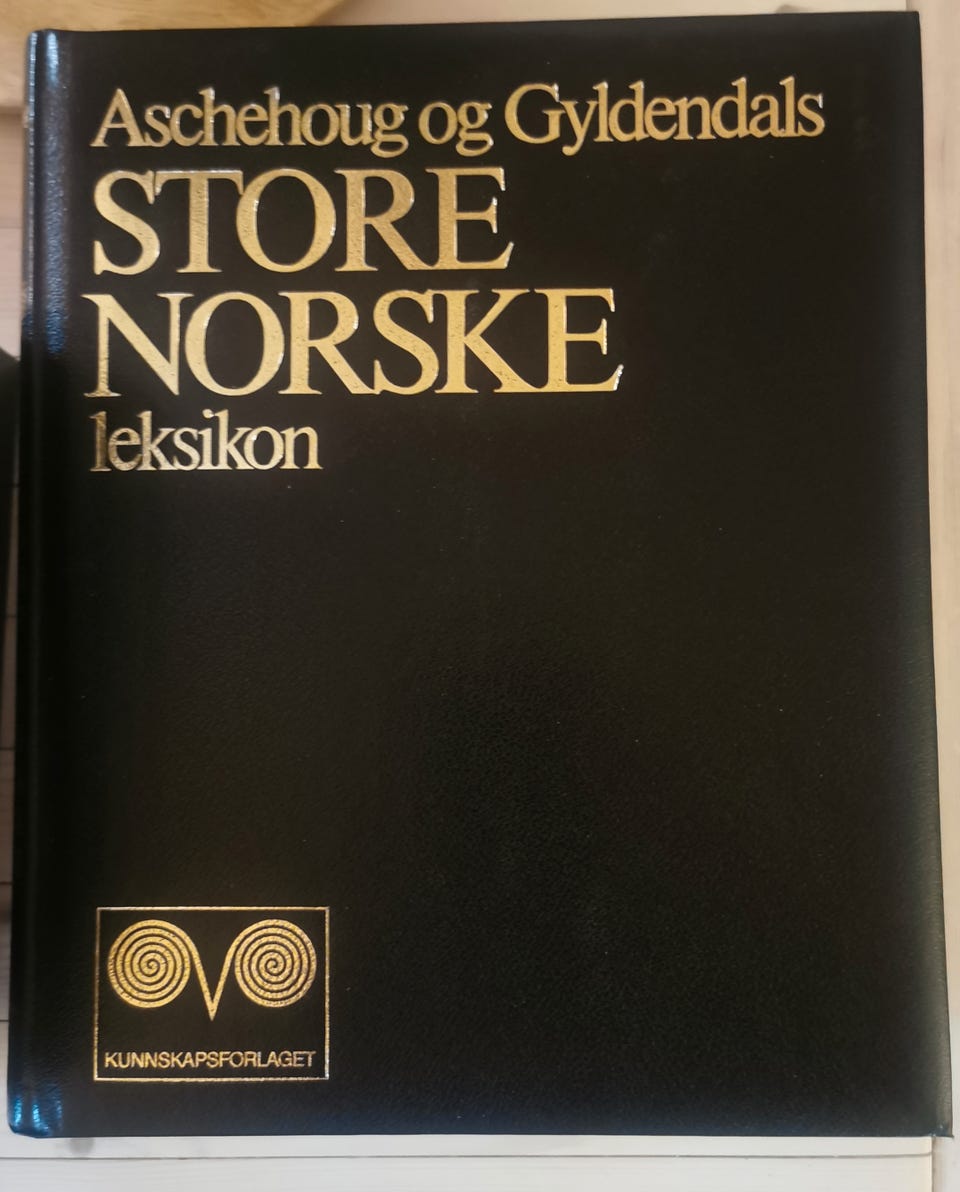 Aschehoug og Gyldendals
STORE
NORSKE
leksikon
KUNNSKAPSFORLAGET